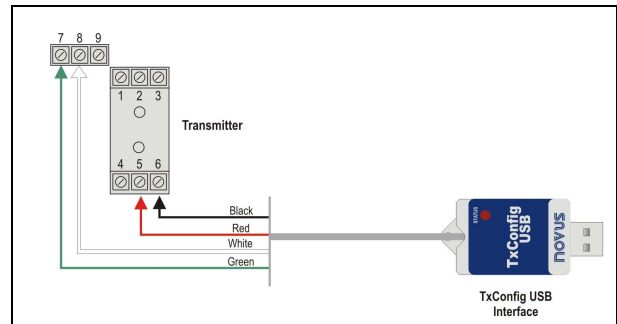 7 8 9
1 2 3
Transmitter
4 5 6
Black
Red
White
Green
STATUS
TxConfig
USB
novus
TxConfig USB
Interface